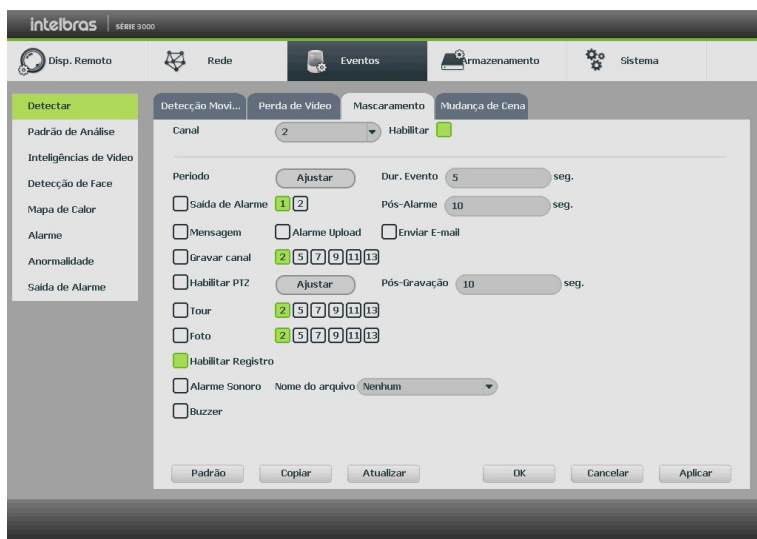 intelbras SÉRIE 3000
Disp. Remoto Rede Eventos Armazenamento Sistema
Detectar
Padrão de Análise
Inteligências de Video
Detecção de Face
Mapa de Calor
Alarme
Anormalidade
Saída de Alarme
Detecção Movi... Perda de Video Mascaramento Mudança de Cena
Canal 2 Habilitar
Periodo Ajustar Dur. Evento 5 seg.
Saída de Alarme 1 2 Pós-Alarme 10 seg.
Mensagem Alarme Upload Enviar E-mail
Gravar canal 2 5 7 9 11 13
Habilitar PTZ Ajustar Pós-Gravação 10 seg.
Tour 2 5 7 9 11 13
Foto 2 5 7 9 11 13
Habilitar Registro
Alarme Sonoro Nome do arquivo Nenhum
Buzzer
Padrão Copiar Atualizar OK Cancelar Aplicar